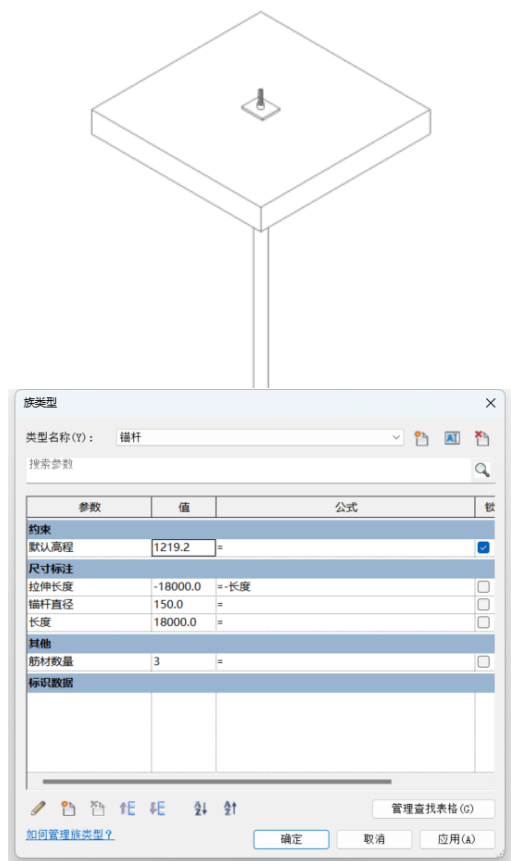 族类型
类型名称(Y): 锚杆
搜索参数
参数 值 公式 锁
约束
默认高程 1219.2 =
尺寸标注
拉伸长度 -18000.0 =-长度
锚杆直径 150.0 =
长度 18000.0 =
其他
筋材数量 3 =
标识数据
管理查找表格(G)
如何管理族类型?
确定 取消 应用(A)